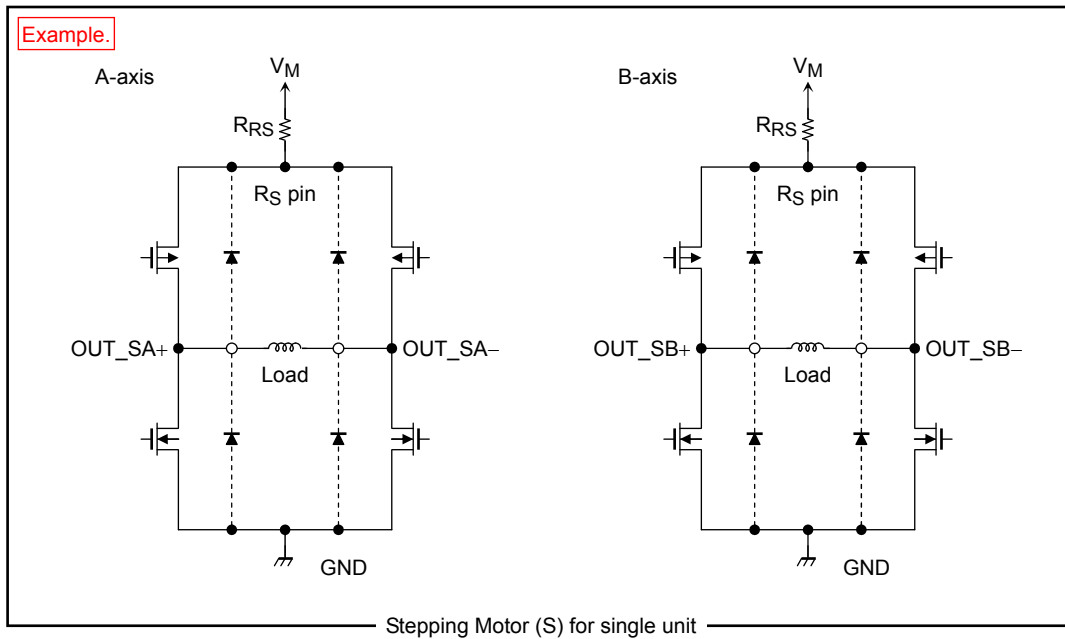 Example.
A-axis
VM
RRS
RS pin
OUT_SA+
OUT_SA−
Load
GND
B-axis
VM
RRS
RS pin
OUT_SB+
OUT_SB−
Load
GND
Stepping Motor (S) for single unit